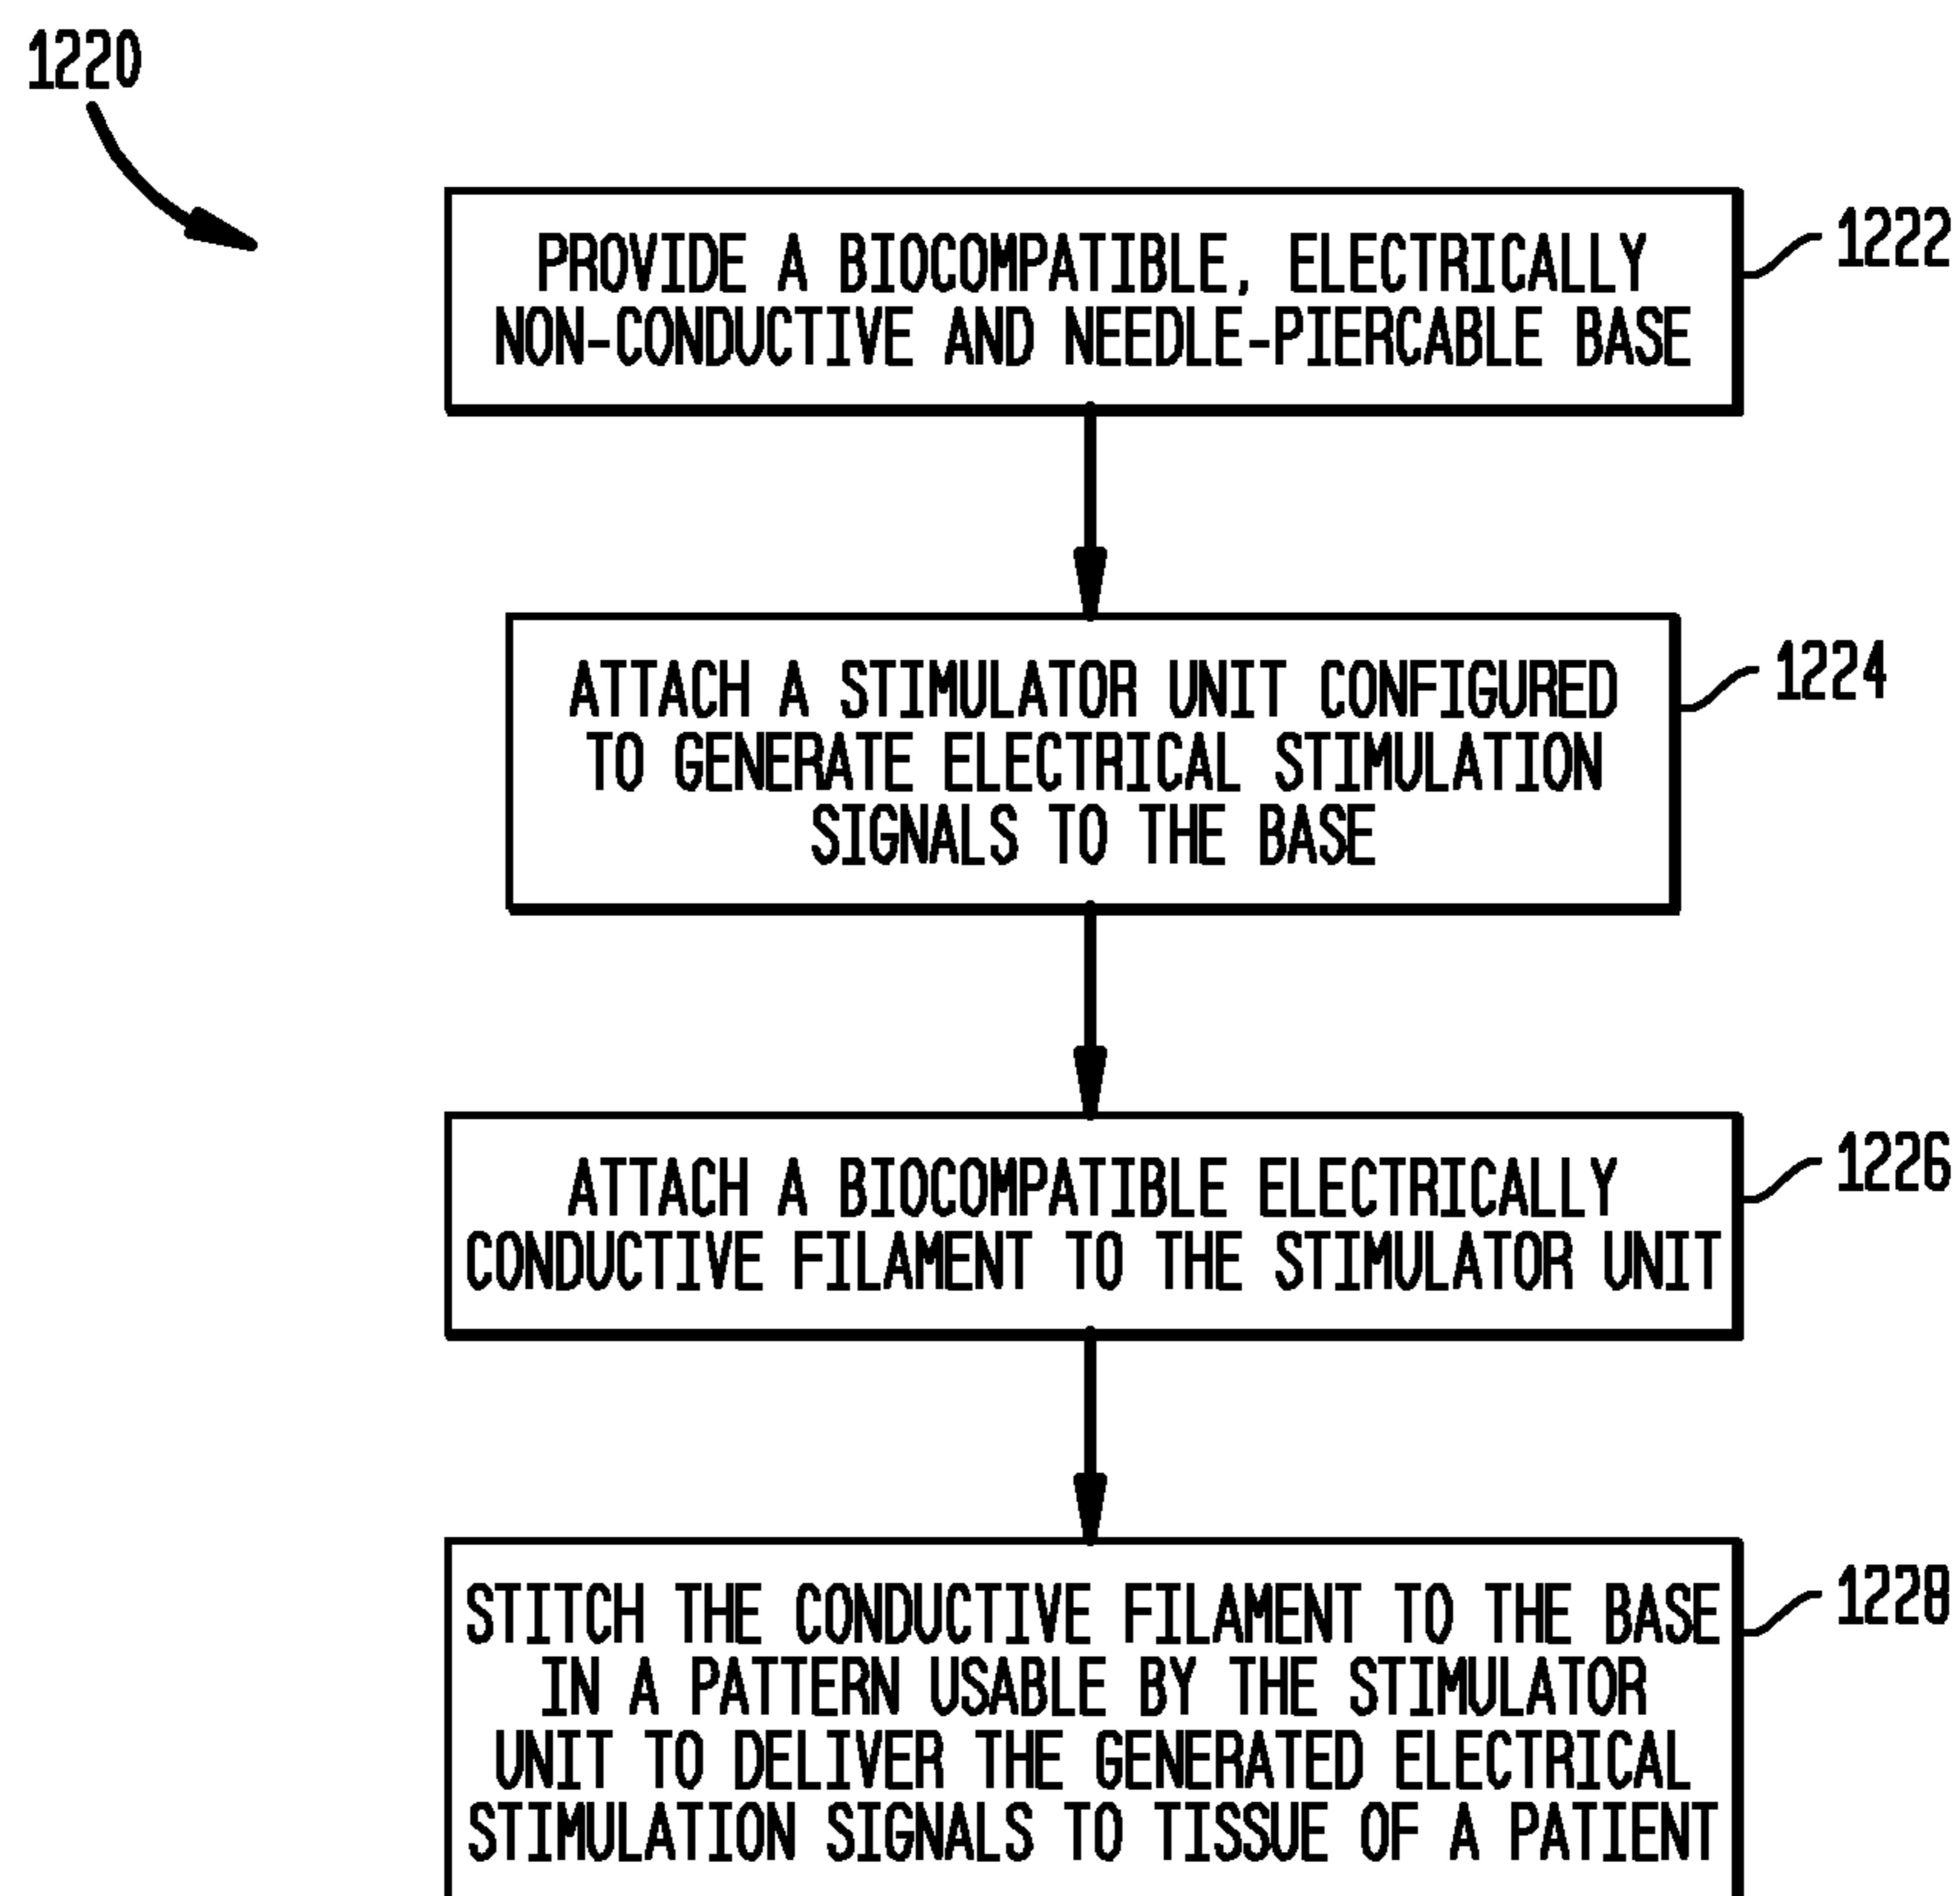 1220
PROVIDE A BIOCOMPATIBLE, ELECTRICALLY
NON-CONDUCTIVE AND NEEDLE-PIERCABLE BASE
1222
ATTACH A STIMULATOR UNIT CONFIGURED
TO GENERATE ELECTRICAL STIMULATION
SIGNALS TO THE BASE
1224
ATTACH A BIOCOMPATIBLE ELECTRICALLY
CONDUCTIVE FILAMENT TO THE STIMULATOR UNIT
1226
STITCH THE CONDUCTIVE FILAMENT TO THE BASE
IN A PATTERN USABLE BY THE STIMULATOR
UNIT TO DELIVER THE GENERATED ELECTRICAL
STIMULATION SIGNALS TO TISSUE OF A PATIENT
1228